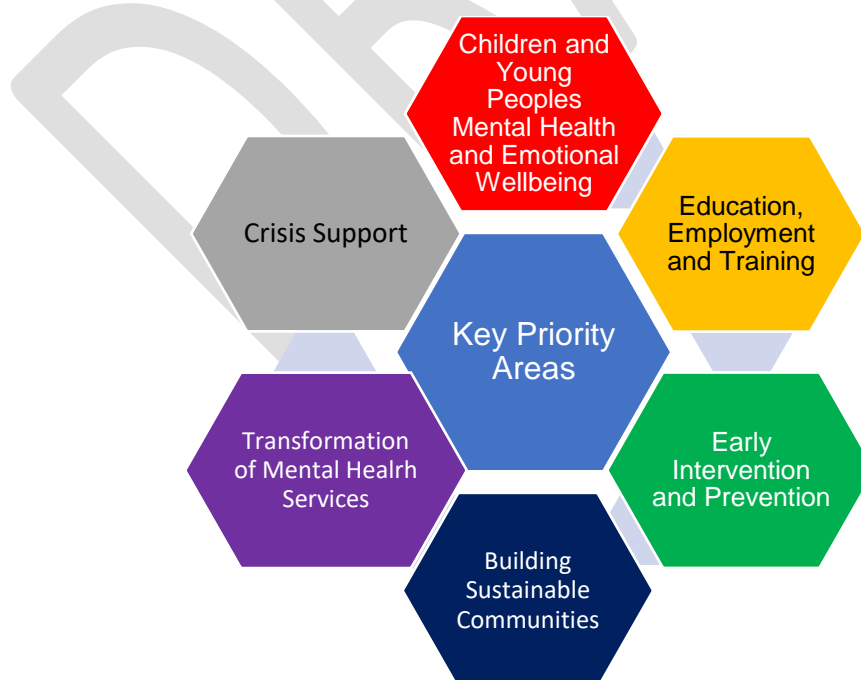 Children and
Young
Peoples
Mental Health
and Emotional
Wellbeing
Education,
Employment
and Training
Crisis Support
Key Priority
Areas
Early
Intervention
and Prevention
Transformation
of Mental Healrh
Services
Building
Sustainable
Communities